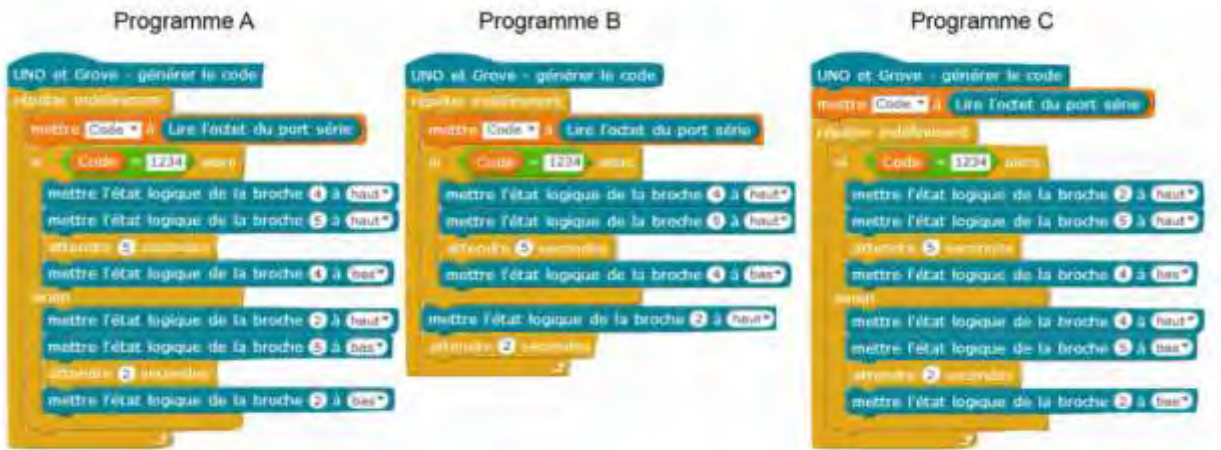 Programme A
UNO et Grove - générer le code
répéter indéfiniment
mettre Code à Lire l'octet du port série
si Code = 1234 alors
mettre l'état logique de la broche 4 à haut
mettre l'état logique de la broche 5 à haut
attendre 5 secondes
mettre l'état logique de la broche 4 à bas
sinon
mettre l'état logique de la broche 2 à haut
mettre l'état logique de la broche 5 à bas
attendre 2 secondes
mettre l'état logique de la broche 2 à bas
Programme B
UNO et Grove - générer le code
répéter indéfiniment
mettre Code à Lire l'octet du port série
si Code = 1234 alors
mettre l'état logique de la broche 4 à haut
mettre l'état logique de la broche 5 à haut
attendre 5 secondes
mettre l'état logique de la broche 4 à bas
mettre l'état logique de la broche 2 à haut
attendre 2 secondes
Programme C
UNO et Grove - générer le code
mettre Code à Lire l'octet du port série
répéter indéfiniment
si Code = 1234 alors
mettre l'état logique de la broche 2 à haut
mettre l'état logique de la broche 5 à haut
attendre 5 secondes
mettre l'état logique de la broche 4 à bas
sinon
mettre l'état logique de la broche 4 à haut
mettre l'état logique de la broche 5 à bas
attendre 2 secondes
mettre l'état logique de la broche 2 à bas